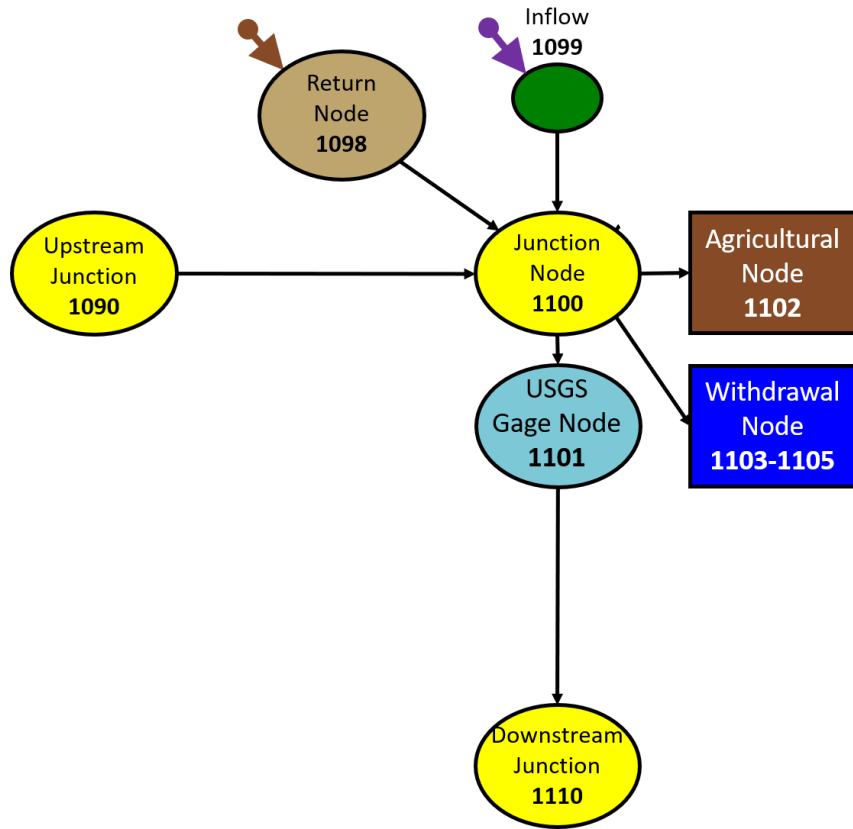 Inflow
1099
Return
Node
1098
Upstream
Junction
1090
Junction
Node
1100
Agricultural
Node
1102
USGS
Gage Node
1101
Withdrawal
Node
1103-1105
Downstream
Junction
1110